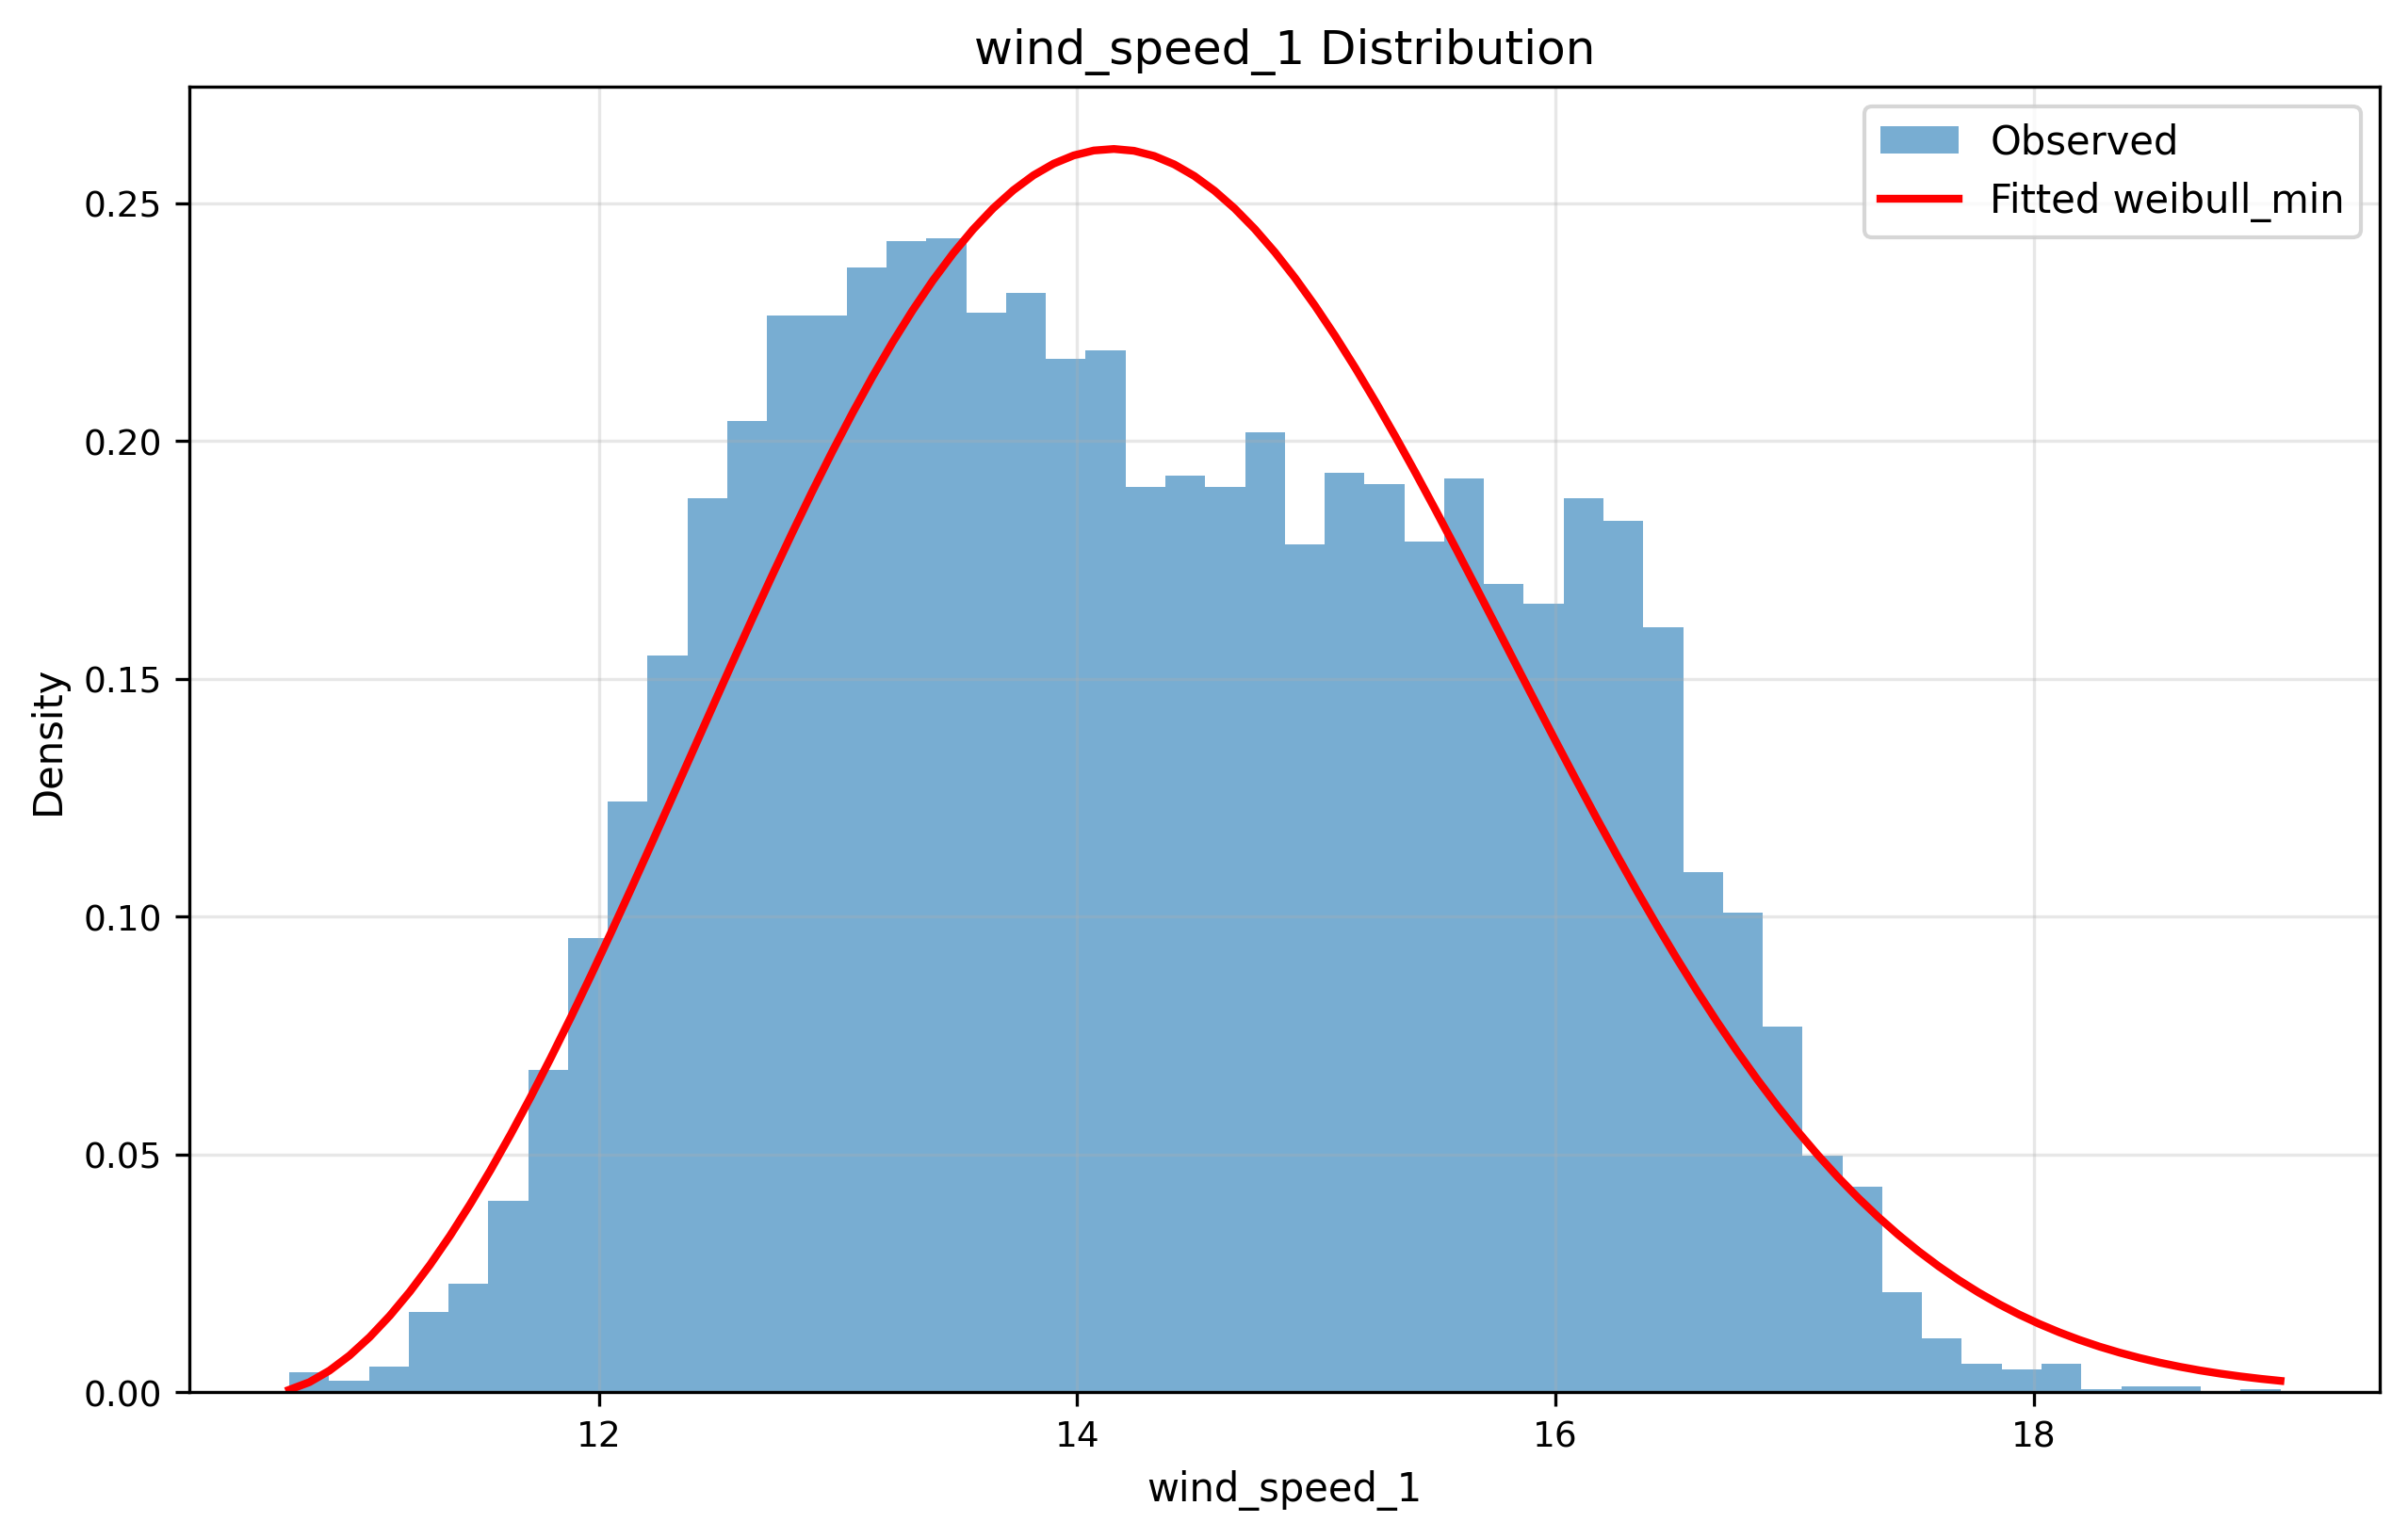 wind_speed_1 Distribution
Observed
Fitted weibull_min
Density
0.25
0.20
0.15
0.10
0.05
0.00
12
14
16
18
wind_speed_1